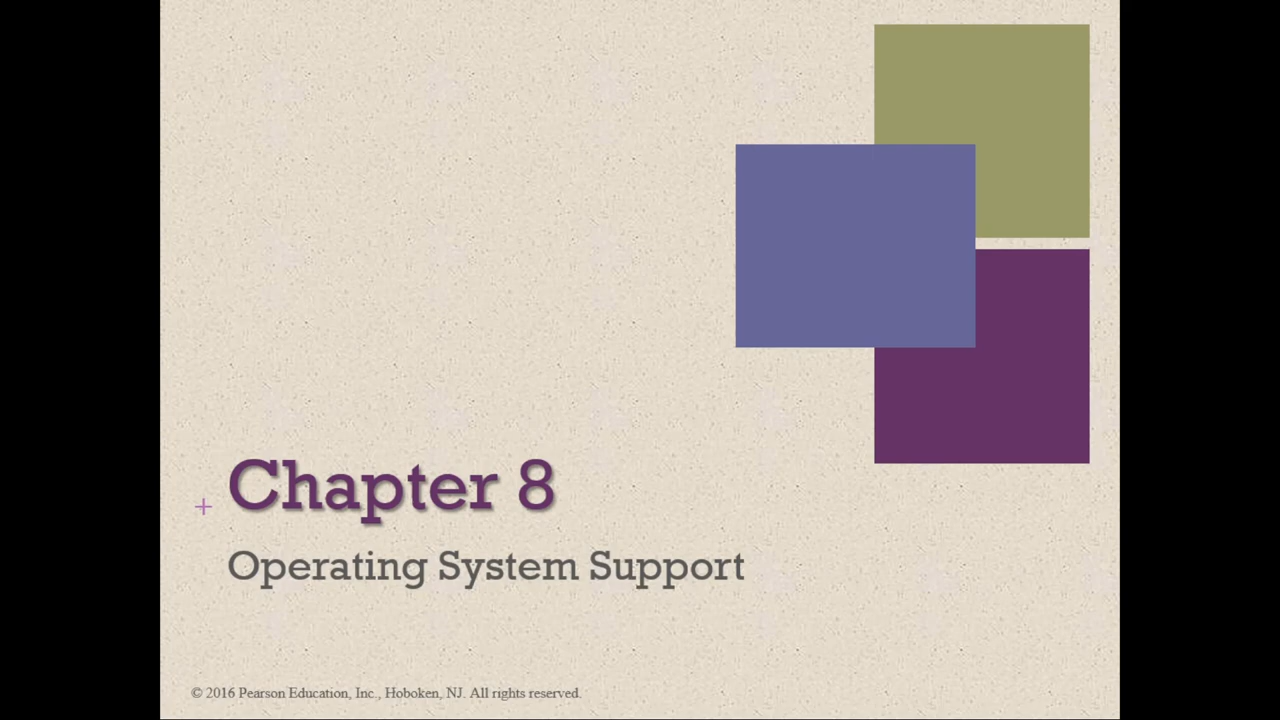 + Chapter 8
Operating System Support
© 2016 Pearson Education, Inc., Hoboken, NJ. All rights reserved.